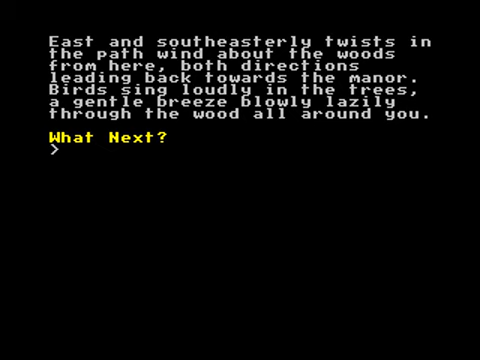 East and southeasterly twists in
the path wind about the woods
from here, both directions
leading back towards the manor.
Birds sing loudly in the trees,
a gentle breeze blowly lazily
through the wood all around you.
What Next?
>